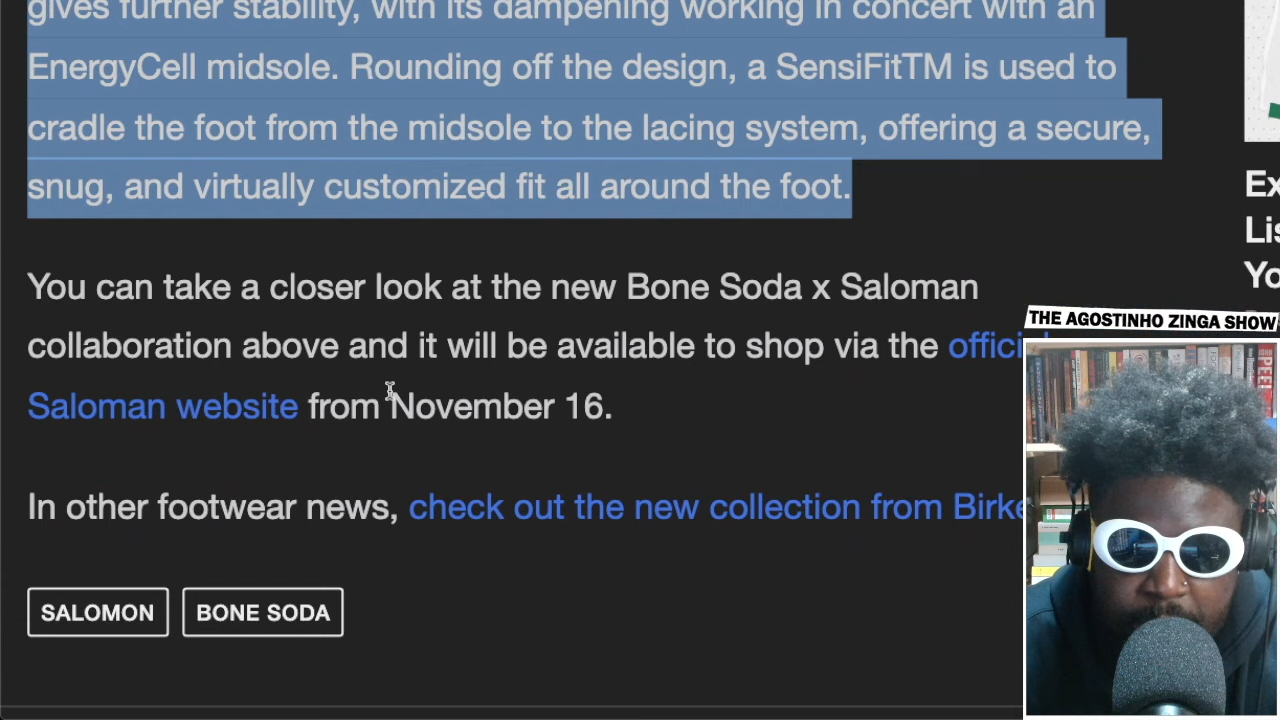 gives further stability, with its dampening working in concert with an
EnergyCell midsole. Rounding off the design, a SensiFitTM is used to
cradle the foot from the midsole to the lacing system, offering a secure,
snug, and virtually customized fit all around the foot.
You can take a closer look at the new Bone Soda x Saloman
collaboration above and it will be available to shop via the
Saloman website from November 16.
In other footwear news, check out the new collection from
SALOMON
BONE SODA
THE AGOSTINHO ZINGA SHOW